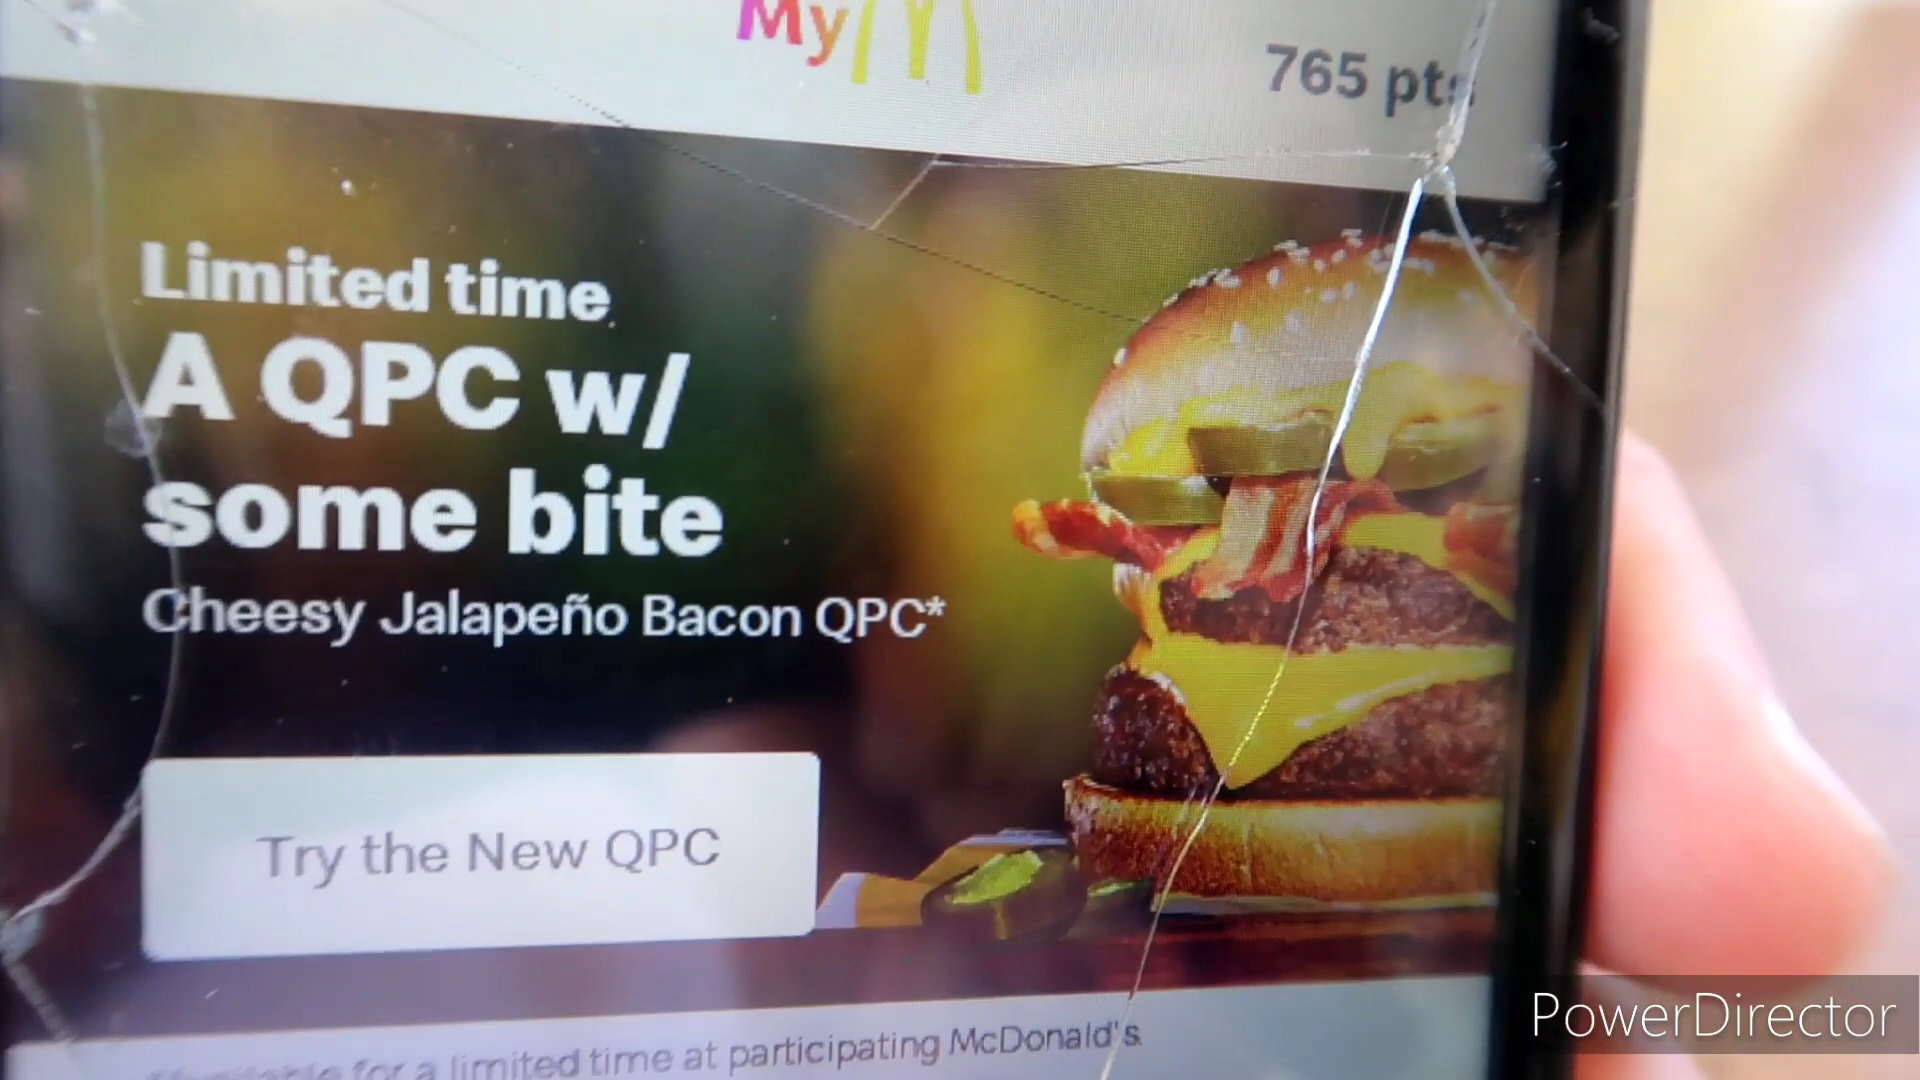 My
765 pts
Limited time
A QPC w/
some bite
Cheesy Jalapeño Bacon QPC*
Try the New QPC
for a limited time at participating McDonald's
PowerDirector